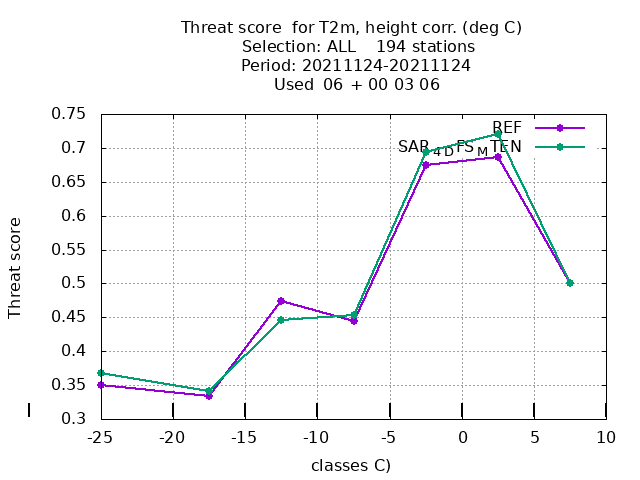 Threat score  for T2m, height corr. (deg C)
Selection: ALL    194 stations
Period: 20211124-20211124
Used  06 + 00 03 06
0.75
0.7
0.65
0.6
0.55
0.5
0.45
0.4
0.35
0.3
Threat score
REF
SAR4DFSMTEN
-25 -20 -15 -10 -5 0 5 10
classes C)